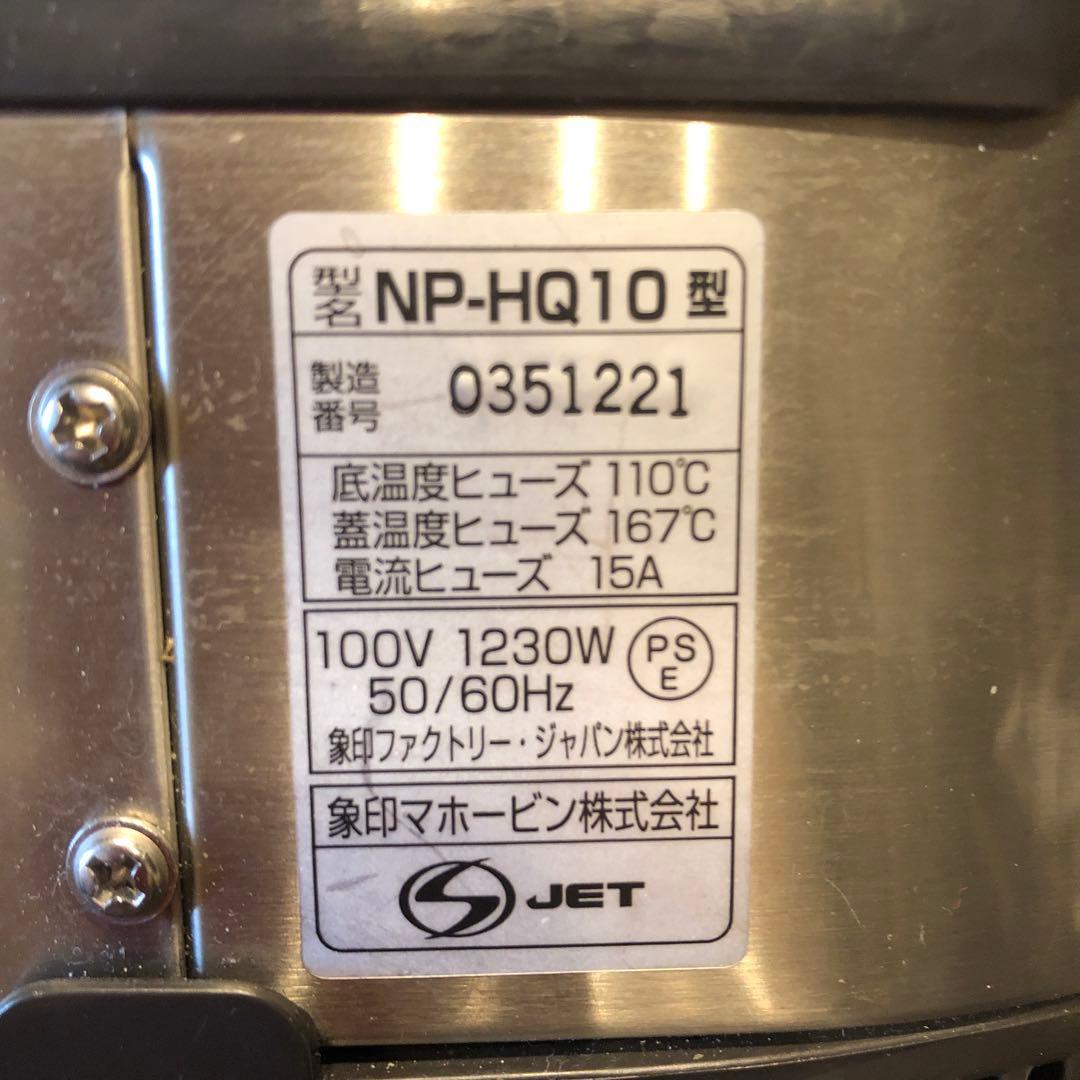 型名 NP-HQ10 型
製造番号 0351221
底温度ヒューズ 110℃
蓋温度ヒューズ 167℃
電流ヒューズ 15A
100V 1230W PSE
50/60Hz
象印ファクトリー・ジャパン株式会社
象印マホービン株式会社
S JET